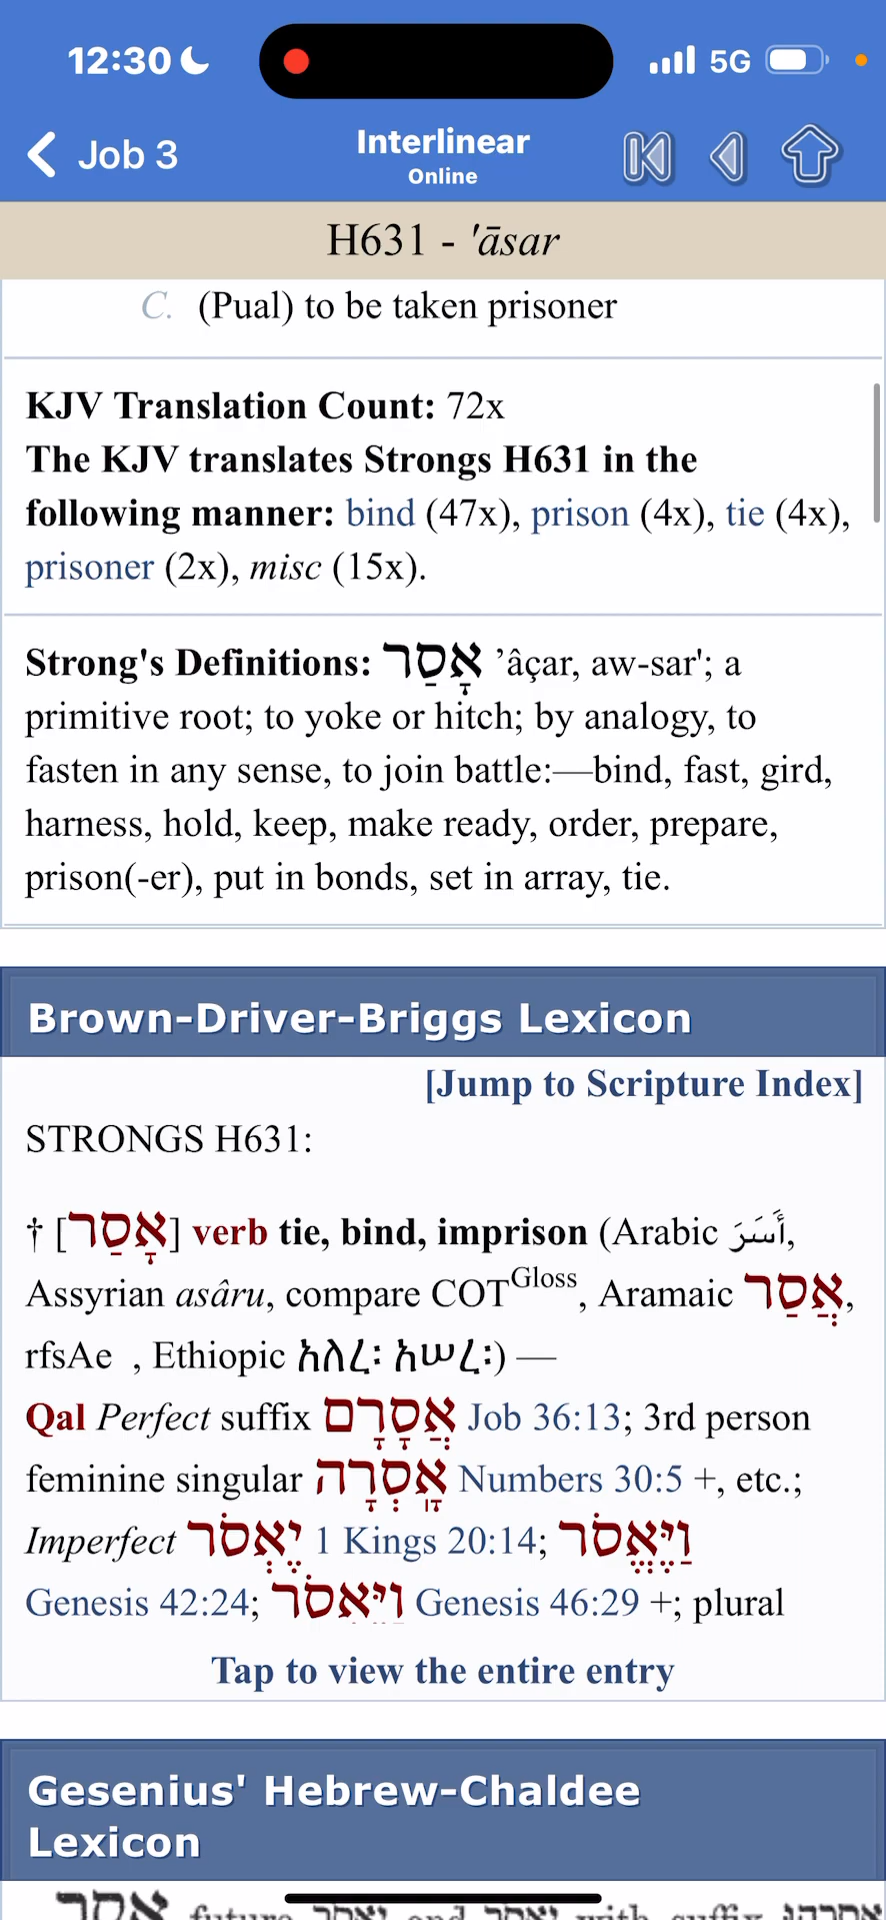 12:30
5G
Job 3
Interlinear
Online
H631 - 'āsar
C. (Pual) to be taken prisoner
KJV Translation Count: 72x
The KJV translates Strongs H631 in the
following manner: bind (47x), prison (4x), tie (4x),
prisoner (2x), misc (15x).
Strong's Definitions: אָסַר ʼâçar, aw-sar'; a
primitive root; to yoke or hitch; by analogy, to
fasten in any sense, to join battle:—bind, fast, gird,
harness, hold, keep, make ready, order, prepare,
prison(-er), put in bonds, set in array, tie.
Brown-Driver-Briggs Lexicon
[Jump to Scripture Index]
STRONGS H631:
† [אָסַר] verb tie, bind, imprison (Arabic أَسَرَ,
Assyrian asâru, compare COTGloss, Aramaic אֲסַר,
rfsAe , Ethiopic አሰረ፡ አሠረ፡) —
Qal Perfect suffix אֲסָרָם Job 36:13; 3rd person
feminine singular אָֽסְרָה Numbers 30:5 +, etc.;
Imperfect יֶאְסֹר 1 Kings 20:14; וַיֶּאֱסֹר
Genesis 42:24; וַיֶּאְסֹר Genesis 46:29 +; plural
Tap to view the entire entry
Gesenius' Hebrew-Chaldee
Lexicon
אסר future and with suffix